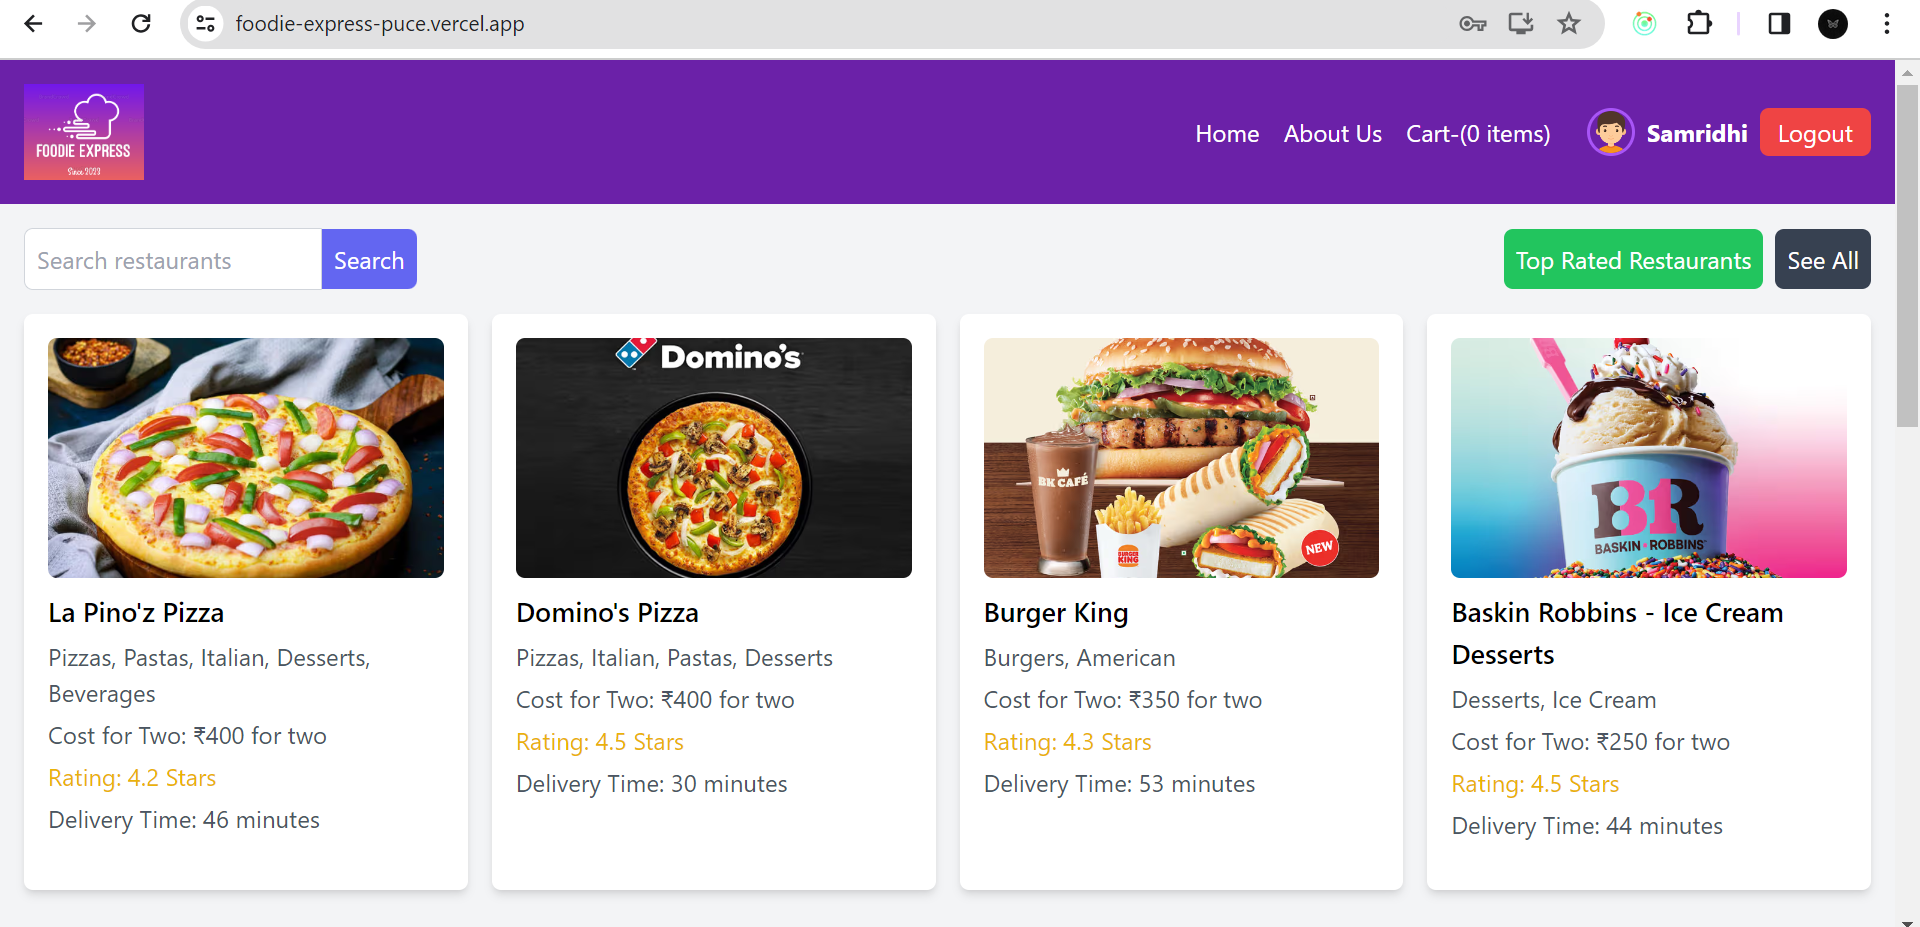 foodie-express-puce.vercel.app
FOODIE EXPRESS
Since 2023
Home
About Us
Cart-(0 items)
Samridhi
Logout
Search restaurants
Search
Top Rated Restaurants
See All
Domino's
BK CAFÉ
BURGER
KING
NEW
BR
BASKIN ROBBINS
La Pino'z Pizza
Pizzas, Pastas, Italian, Desserts,
Beverages
Cost for Two: ₹400 for two
Rating: 4.2 Stars
Delivery Time: 46 minutes
Domino's Pizza
Pizzas, Italian, Pastas, Desserts
Cost for Two: ₹400 for two
Rating: 4.5 Stars
Delivery Time: 30 minutes
Burger King
Burgers, American
Cost for Two: ₹350 for two
Rating: 4.3 Stars
Delivery Time: 53 minutes
Baskin Robbins - Ice Cream
Desserts
Desserts, Ice Cream
Cost for Two: ₹250 for two
Rating: 4.5 Stars
Delivery Time: 44 minutes